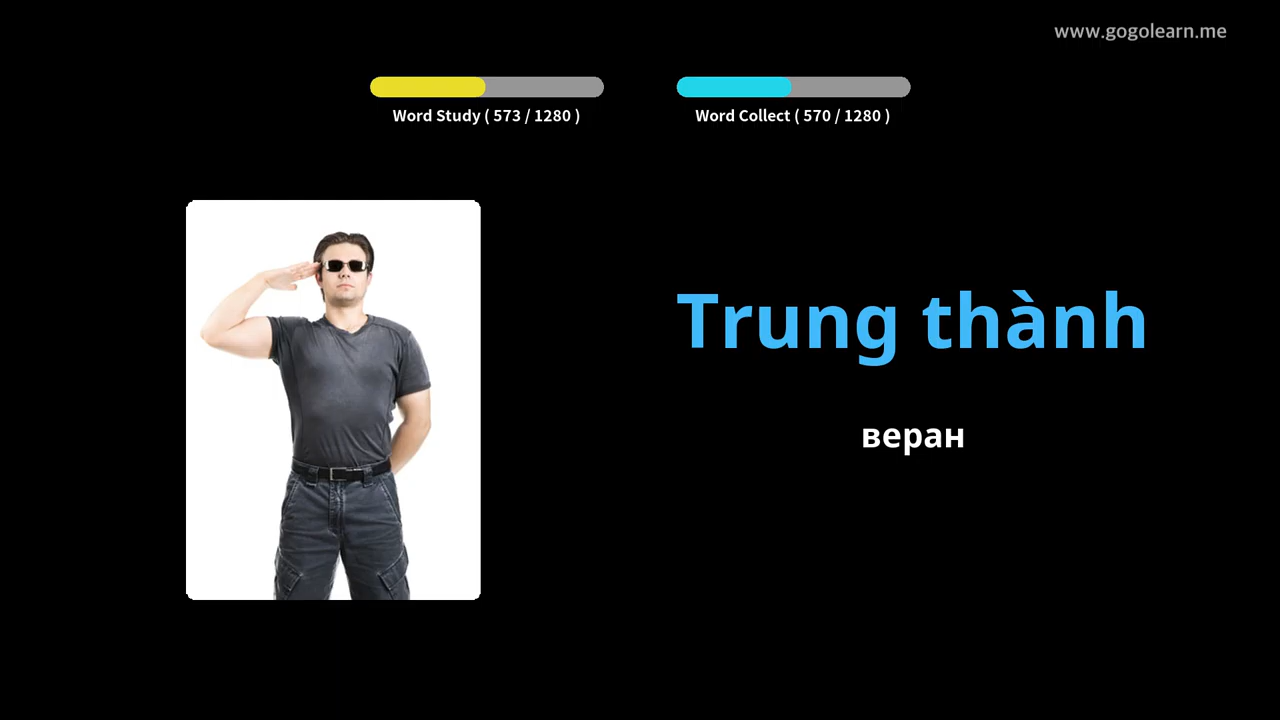 www.gogolearn.me
Word Study ( 573 / 1280 )
Word Collect ( 570 / 1280 )
Trung thành
веран